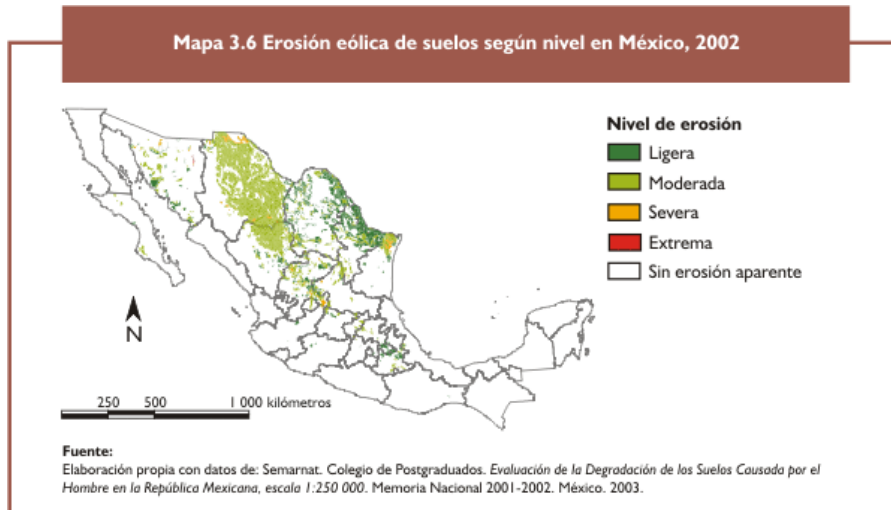 Mapa 3.6 Erosión eólica de suelos según nivel en México, 2002
Nivel de erosión
Ligera
Moderada
Severa
Extrema
Sin erosión aparente
N
250 500 1 000 kilómetros
Fuente:
Elaboración propia con datos de: Semarnat. Colegio de Postgraduados. Evaluación de la Degradación de los Suelos Causada por el
Hombre en la República Mexicana, escala 1:250 000. Memoria Nacional 2001-2002. México. 2003.